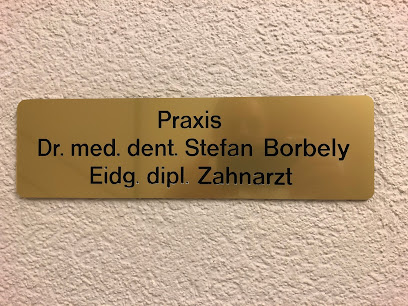 Praxis
Dr. med. dent. Stefan Borbely
Eidg. dipl. Zahnarzt